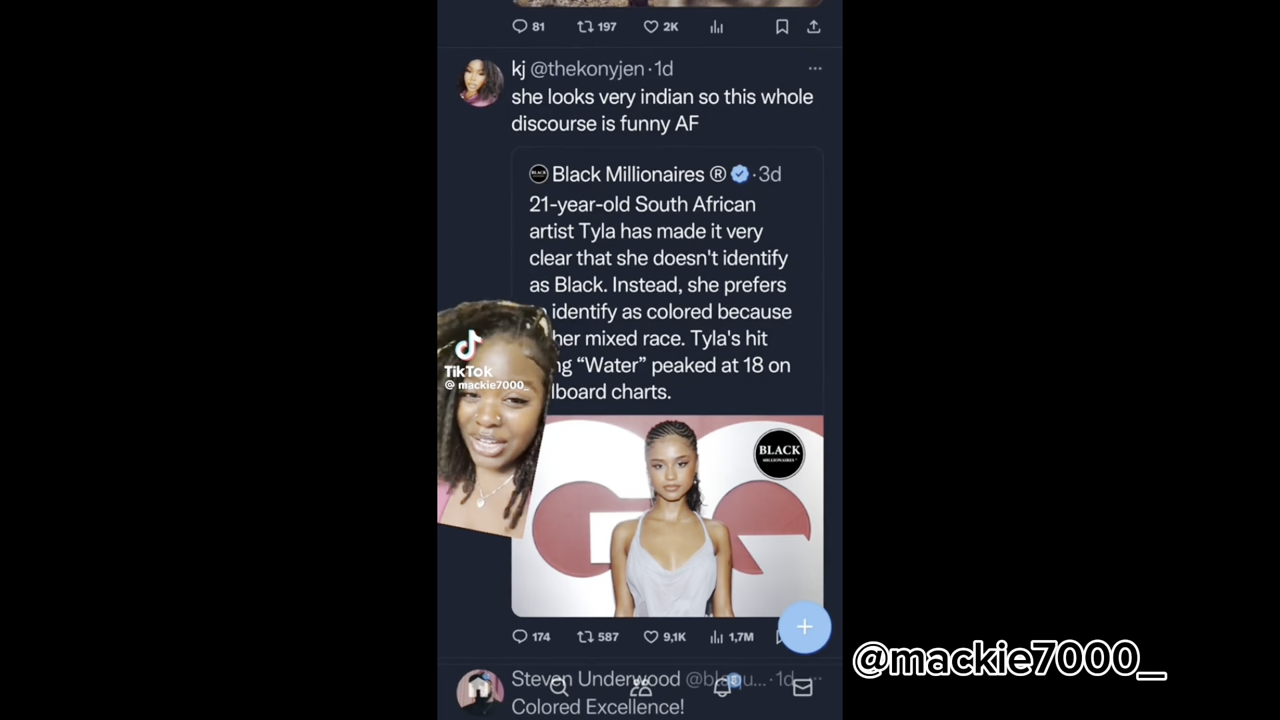 81 197 2K
kj @thekonyjen · 1d
she looks very indian so this whole
discourse is funny AF
Black Millionaires ® · 3d
21-year-old South African
artist Tyla has made it very
clear that she doesn't identify
as Black. Instead, she prefers
identify as colored because
her mixed race. Tyla's hit
“Water” peaked at 18 on
charts.
TikTok
@ mackie7000_
BLACK
MILLIONAIRES
174 587 9,1K 1,7M
@mackie7000_
Steven Underwood 1d
Colored Excellence!